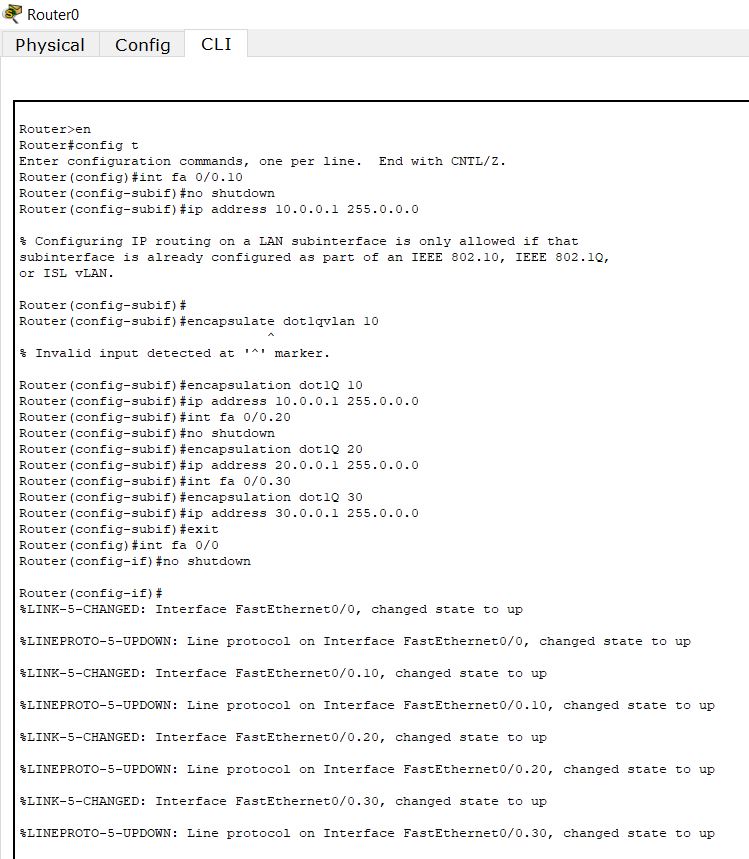 Router0
Physical Config CLI
Router>en
Router#config t
Enter configuration commands, one per line.  End with CNTL/Z.
Router(config)#int fa 0/0.10
Router(config-subif)#no shutdown
Router(config-subif)#ip address 10.0.0.1 255.0.0.0
% Configuring IP routing on a LAN subinterface is only allowed if that
subinterface is already configured as part of an IEEE 802.10, IEEE 802.1Q,
or ISL vLAN.
Router(config-subif)#
Router(config-subif)#encapsulate dot1qvlan 10
^
% Invalid input detected at '^' marker.
Router(config-subif)#encapsulation dot1Q 10
Router(config-subif)#ip address 10.0.0.1 255.0.0.0
Router(config-subif)#int fa 0/0.20
Router(config-subif)#no shutdown
Router(config-subif)#encapsulation dot1Q 20
Router(config-subif)#ip address 20.0.0.1 255.0.0.0
Router(config-subif)#int fa 0/0.30
Router(config-subif)#encapsulation dot1Q 30
Router(config-subif)#ip address 30.0.0.1 255.0.0.0
Router(config-subif)#exit
Router(config)#int fa 0/0
Router(config-if)#no shutdown
Router(config-if)#
%LINK-5-CHANGED: Interface FastEthernet0/0, changed state to up
%LINEPROTO-5-UPDOWN: Line protocol on Interface FastEthernet0/0, changed state to up
%LINK-5-CHANGED: Interface FastEthernet0/0.10, changed state to up
%LINEPROTO-5-UPDOWN: Line protocol on Interface FastEthernet0/0.10, changed state to up
%LINK-5-CHANGED: Interface FastEthernet0/0.20, changed state to up
%LINEPROTO-5-UPDOWN: Line protocol on Interface FastEthernet0/0.20, changed state to up
%LINK-5-CHANGED: Interface FastEthernet0/0.30, changed state to up
%LINEPROTO-5-UPDOWN: Line protocol on Interface FastEthernet0/0.30, changed state to up